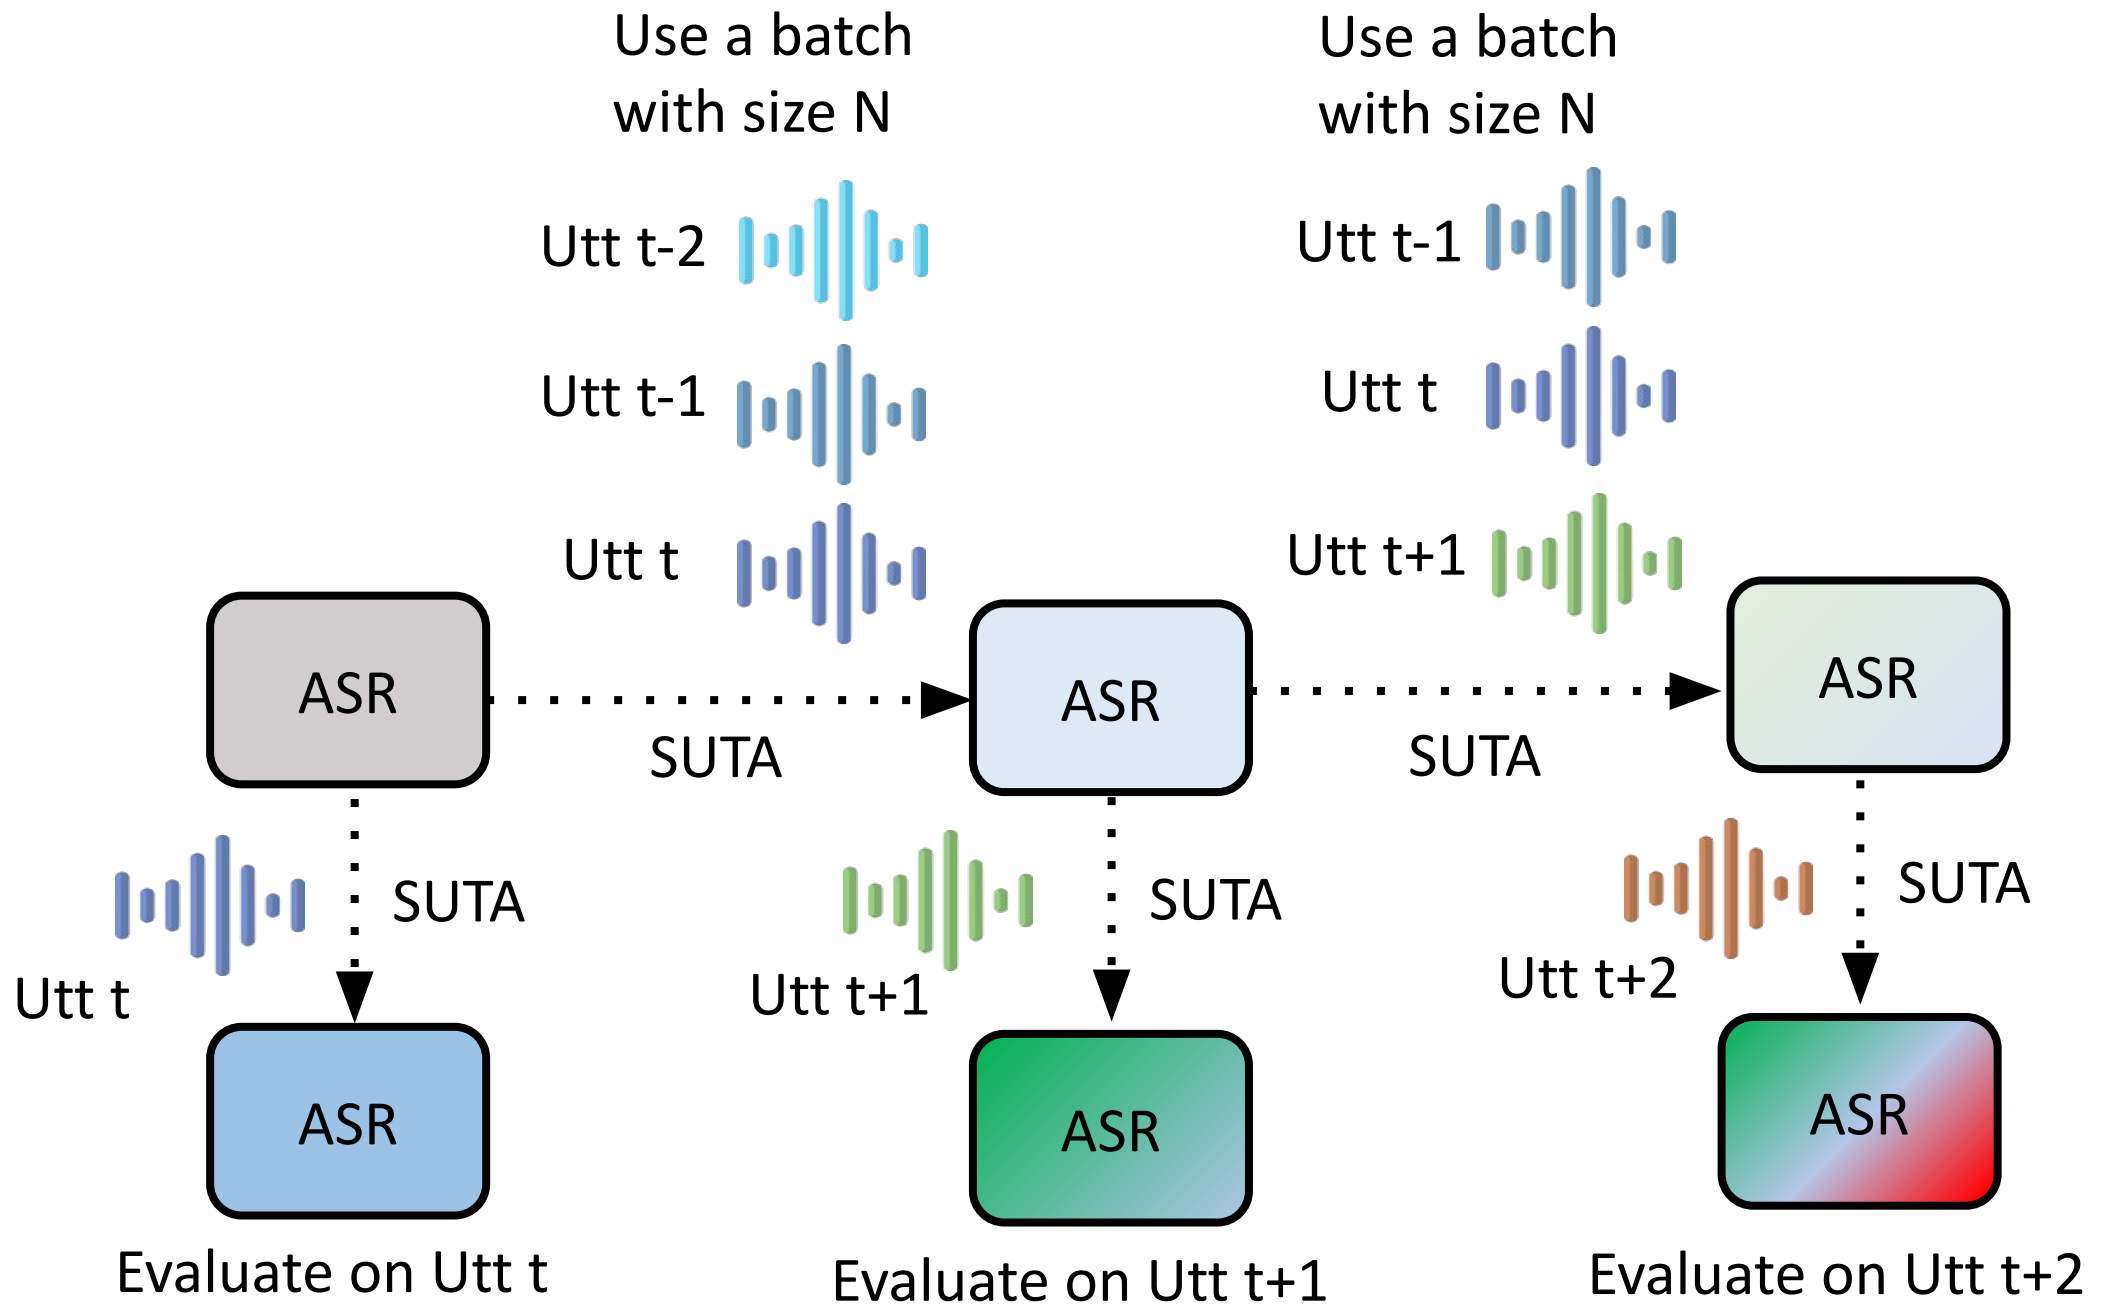 Use a batch
with size N
Use a batch
with size N
Utt t-2
Utt t-1
Utt t-1
Utt t
Utt t
Utt t+1
ASR
ASR
ASR
SUTA
SUTA
SUTA
SUTA
SUTA
Utt t
Utt t+1
Utt t+2
ASR
ASR
ASR
Evaluate on Utt t
Evaluate on Utt t+1
Evaluate on Utt t+2